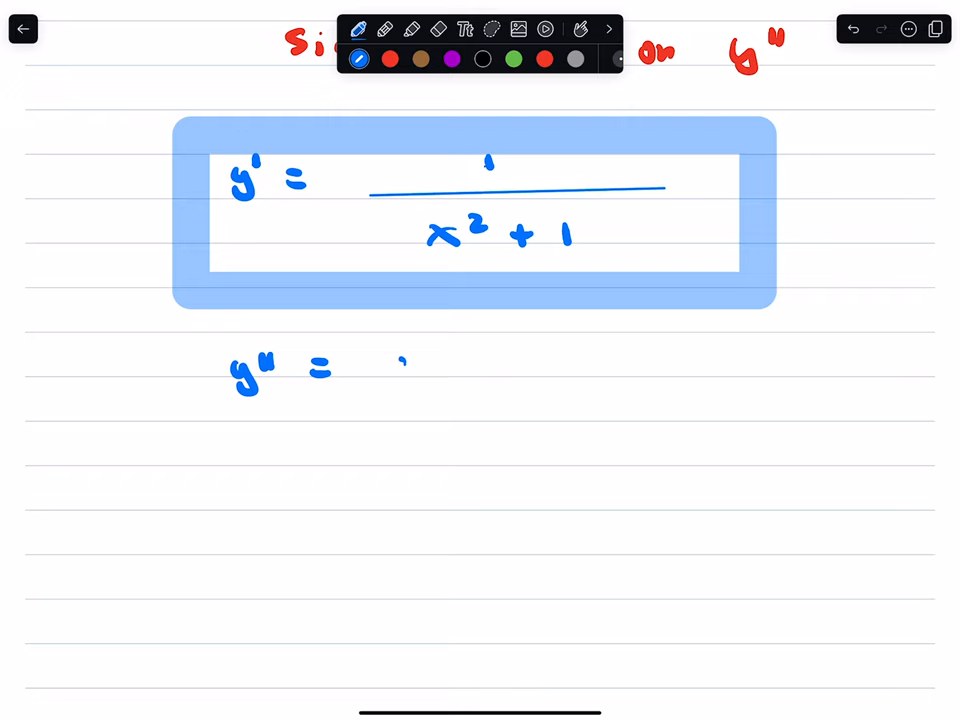 on y"
y' = 1 / x² + 1
y" =